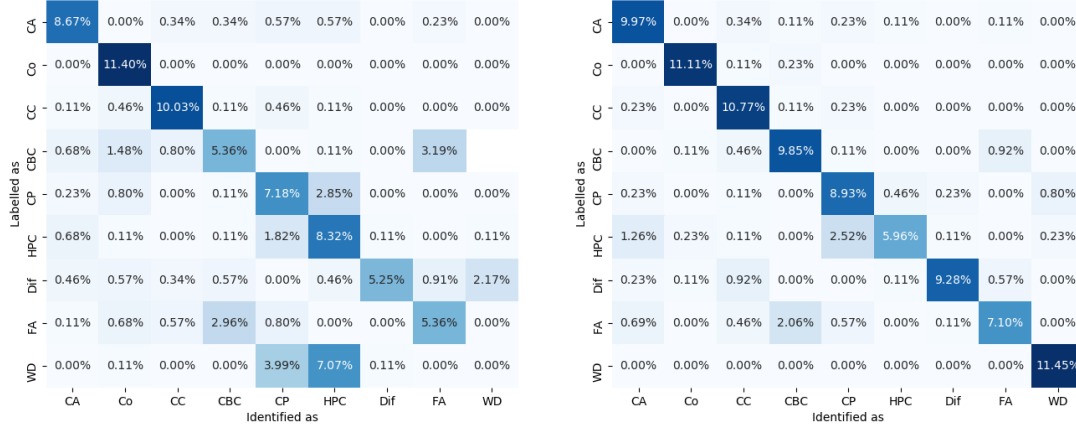 CA 8.67% 0.00% 0.34% 0.34% 0.57% 0.57% 0.00% 0.23% 0.00%
Co 0.00% 11.40% 0.00% 0.00% 0.00% 0.00% 0.00% 0.00% 0.00%
CC 0.11% 0.46% 10.03% 0.11% 0.46% 0.11% 0.00% 0.00% 0.00%
CBC 0.68% 1.48% 0.80% 5.36% 0.00% 0.11% 0.00% 3.19% 0.00%
CP 0.23% 0.80% 0.00% 0.11% 7.18% 2.85% 0.00% 0.00% 0.00%
HPC 0.68% 0.11% 0.00% 0.11% 1.82% 8.32% 0.11% 0.00% 0.11%
Dif 0.46% 0.57% 0.34% 0.57% 0.00% 0.46% 5.25% 0.91% 2.17%
FA 0.11% 0.68% 0.57% 2.96% 0.80% 0.00% 0.00% 5.36% 0.00%
WD 0.00% 0.11% 0.00% 0.00% 3.99% 7.07% 0.11% 0.00% 0.00%
CA Co CC CBC CP HPC Dif FA WD
Labelled as
Identified as
CA 9.97% 0.00% 0.34% 0.11% 0.23% 0.11% 0.00% 0.11% 0.00%
Co 0.00% 11.11% 0.11% 0.23% 0.00% 0.00% 0.00% 0.00% 0.00%
CC 0.23% 0.00% 10.77% 0.11% 0.23% 0.00% 0.00% 0.00% 0.00%
CBC 0.00% 0.11% 0.46% 9.85% 0.11% 0.00% 0.00% 0.92% 0.00%
CP 0.23% 0.00% 0.11% 0.00% 8.93% 0.46% 0.23% 0.00% 0.80%
HPC 1.26% 0.23% 0.11% 0.00% 2.52% 5.96% 0.11% 0.00% 0.23%
Dif 0.23% 0.11% 0.92% 0.00% 0.00% 0.11% 9.28% 0.57% 0.00%
FA 0.69% 0.00% 0.46% 2.06% 0.57% 0.00% 0.11% 7.10% 0.00%
WD 0.00% 0.00% 0.00% 0.00% 0.00% 0.00% 0.00% 0.00% 11.45%
CA Co CC CBC CP HPC Dif FA WD
Labelled as
Identified as